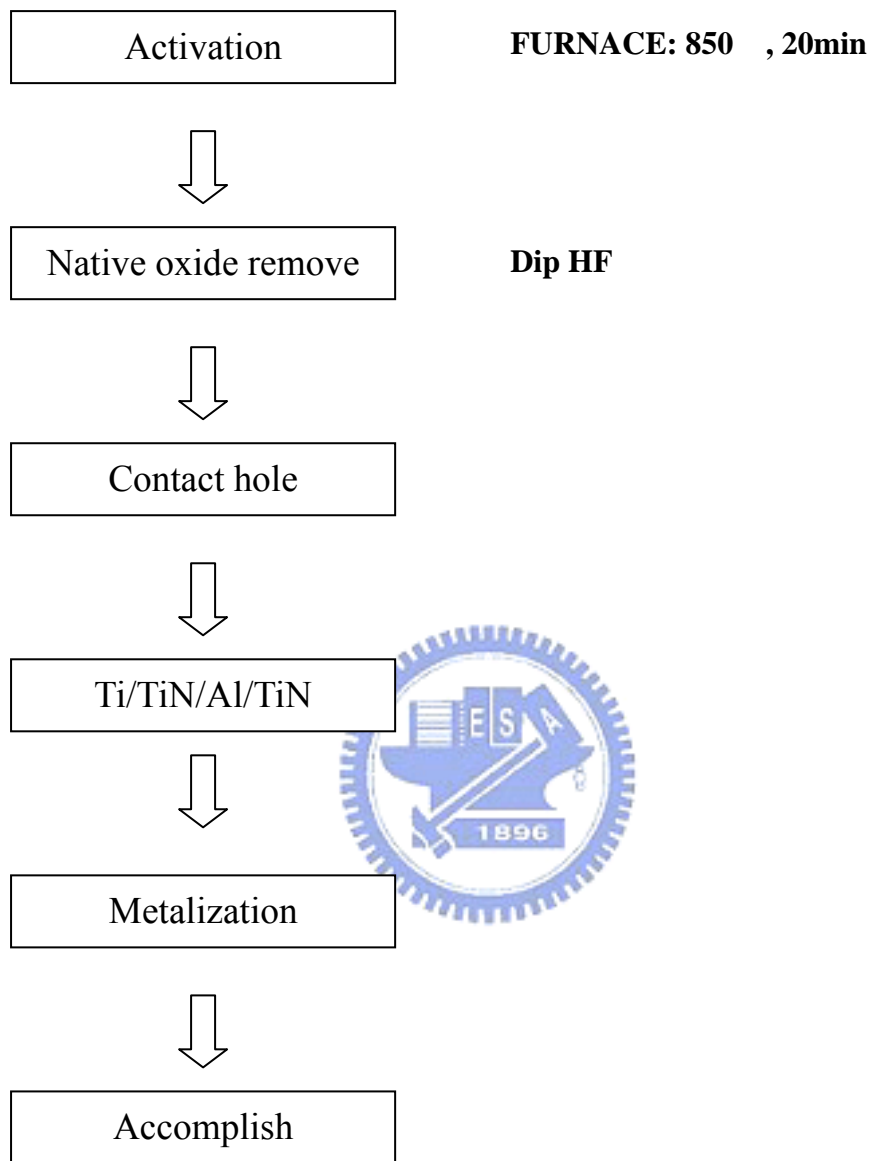 Activation
FURNACE: 850 , 20min
Native oxide remove
Dip HF
Contact hole
Ti/TiN/Al/TiN
ESA
1896
Metalization
Accomplish